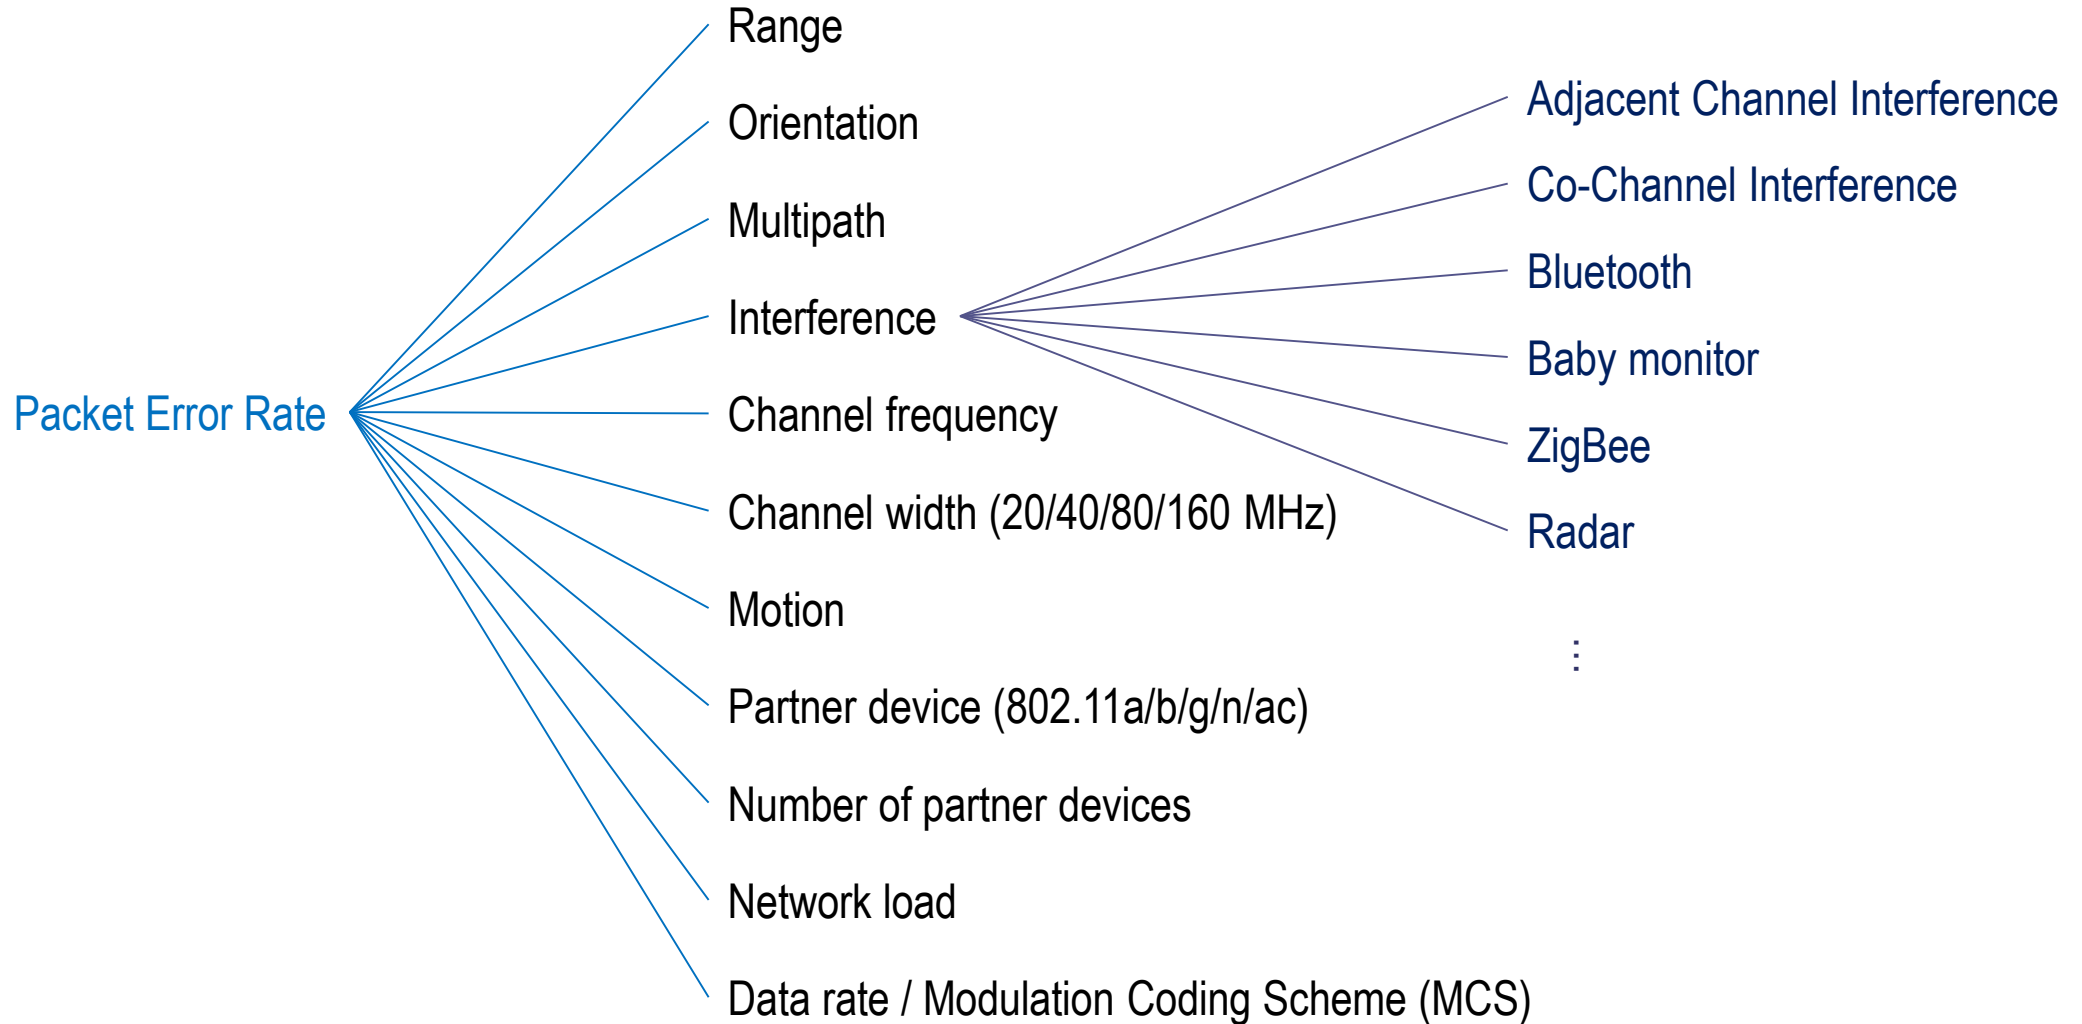 Packet Error Rate
Range
Orientation
Multipath
Interference
Channel frequency
Channel width (20/40/80/160 MHz)
Motion
Partner device (802.11a/b/g/n/ac)
Number of partner devices
Network load
Data rate / Modulation Coding Scheme (MCS)
Adjacent Channel Interference
Co-Channel Interference
Bluetooth
Baby monitor
ZigBee
Radar
⋮